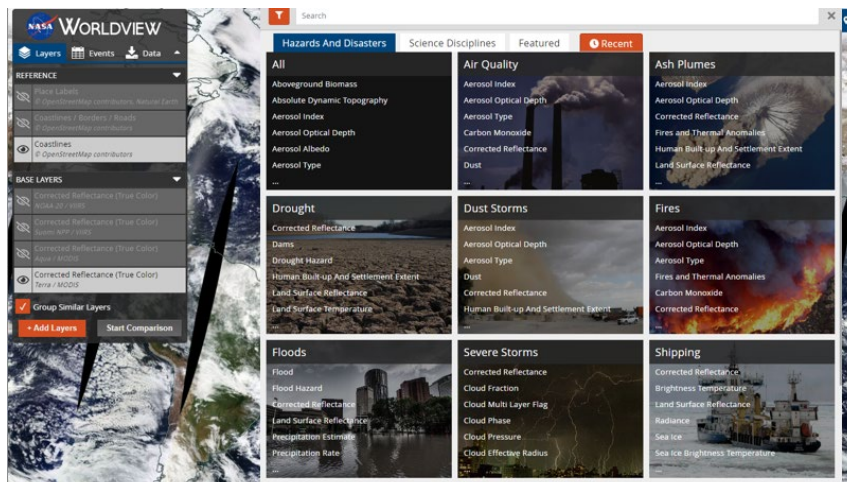 NASA WORLDVIEW
Layers Events Data
REFERENCE
Place Labels
© OpenStreetMap contributors, Natural Earth
Coastlines / Borders / Roads
© OpenStreetMap contributors
Coastlines
© OpenStreetMap contributors
BASE LAYERS
Corrected Reflectance (True Color)
NOAA-20 / VIIRS
Corrected Reflectance (True Color)
Suomi NPP / VIIRS
Corrected Reflectance (True Color)
Aqua / MODIS
Corrected Reflectance (True Color)
Terra / MODIS
Group Similar Layers
+ Add Layers Start Comparison
Search
Hazards And Disasters Science Disciplines Featured Recent
All
Aboveground Biomass
Absolute Dynamic Topography
Aerosol Index
Aerosol Optical Depth
Aerosol Albedo
Aerosol Type
...
Air Quality
Aerosol Index
Aerosol Optical Depth
Aerosol Type
Carbon Monoxide
Corrected Reflectance
Dust
...
Ash Plumes
Aerosol Index
Aerosol Optical Depth
Corrected Reflectance
Fires and Thermal Anomalies
Human Built-up And Settlement Extent
Land Surface Reflectance
...
Drought
Corrected Reflectance
Dams
Drought Hazard
Human Built-up And Settlement Extent
Land Surface Reflectance
Land Surface Temperature
...
Dust Storms
Aerosol Index
Aerosol Optical Depth
Aerosol Type
Dust
Corrected Reflectance
Human Built-up And Settlement Extent
...
Fires
Aerosol Index
Aerosol Optical Depth
Aerosol Type
Fires and Thermal Anomalies
Carbon Monoxide
Corrected Reflectance
...
Floods
Flood
Flood Hazard
Corrected Reflectance
Land Surface Reflectance
Precipitation Estimate
Precipitation Rate
...
Severe Storms
Corrected Reflectance
Cloud Fraction
Cloud Multi Layer Flag
Cloud Phase
Cloud Pressure
Cloud Effective Radius
...
Shipping
Corrected Reflectance
Brightness Temperature
Land Surface Reflectance
Radiance
Sea Ice
Sea Ice Brightness Temperature
...